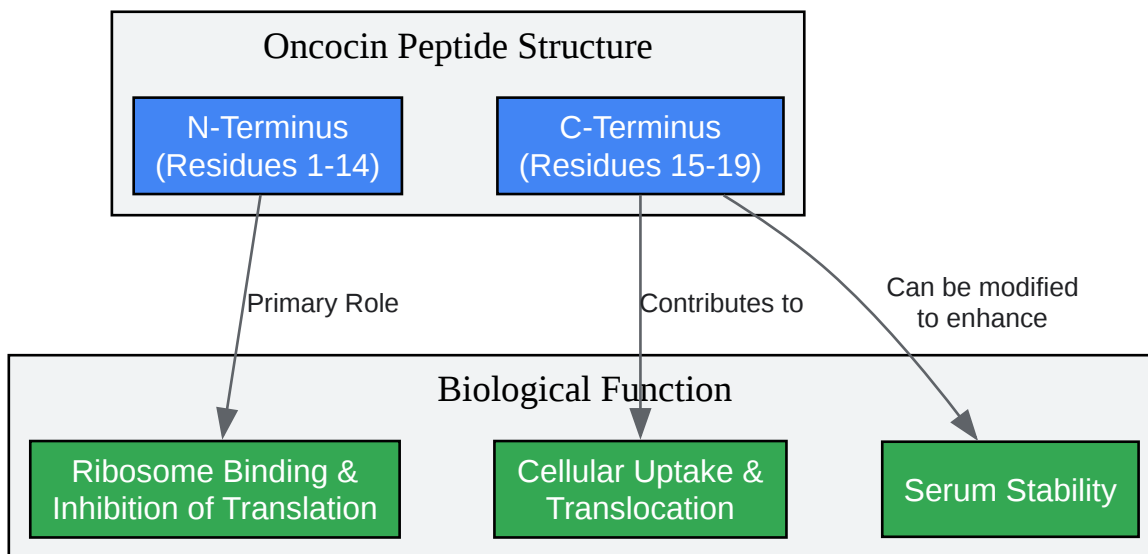 Oncocin Peptide Structure
N-Terminus
(Residues 1-14)
C-Terminus
(Residues 15-19)
Primary Role
Contributes to
Can be modified
to enhance
Biological Function
Ribosome Binding &
Inhibition of Translation
Cellular Uptake &
Translocation
Serum Stability